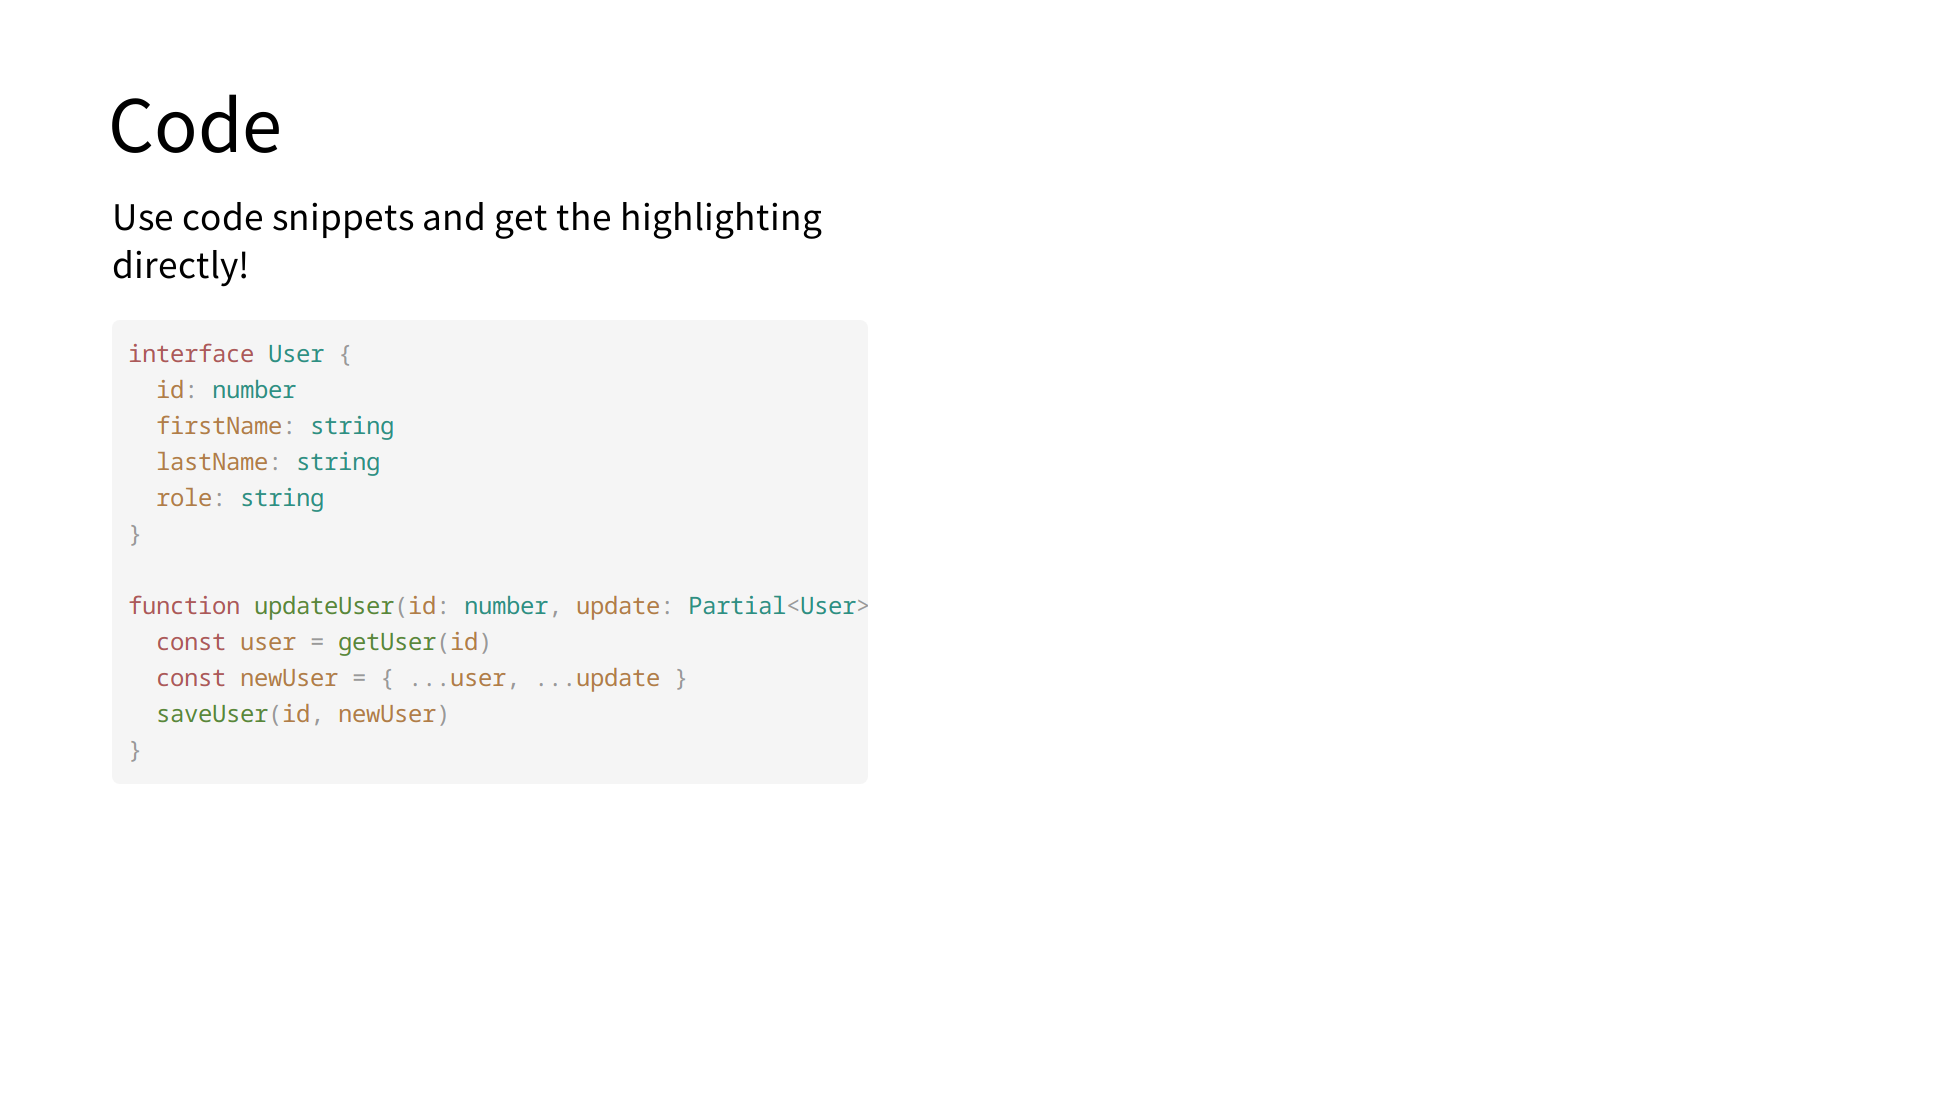 Code
Use code snippets and get the highlighting
directly!
interface User {
  id: number
  firstName: string
  lastName: string
  role: string
}

function updateUser(id: number, update: Partial<User>
  const user = getUser(id)
  const newUser = { ...user, ...update }
  saveUser(id, newUser)
}